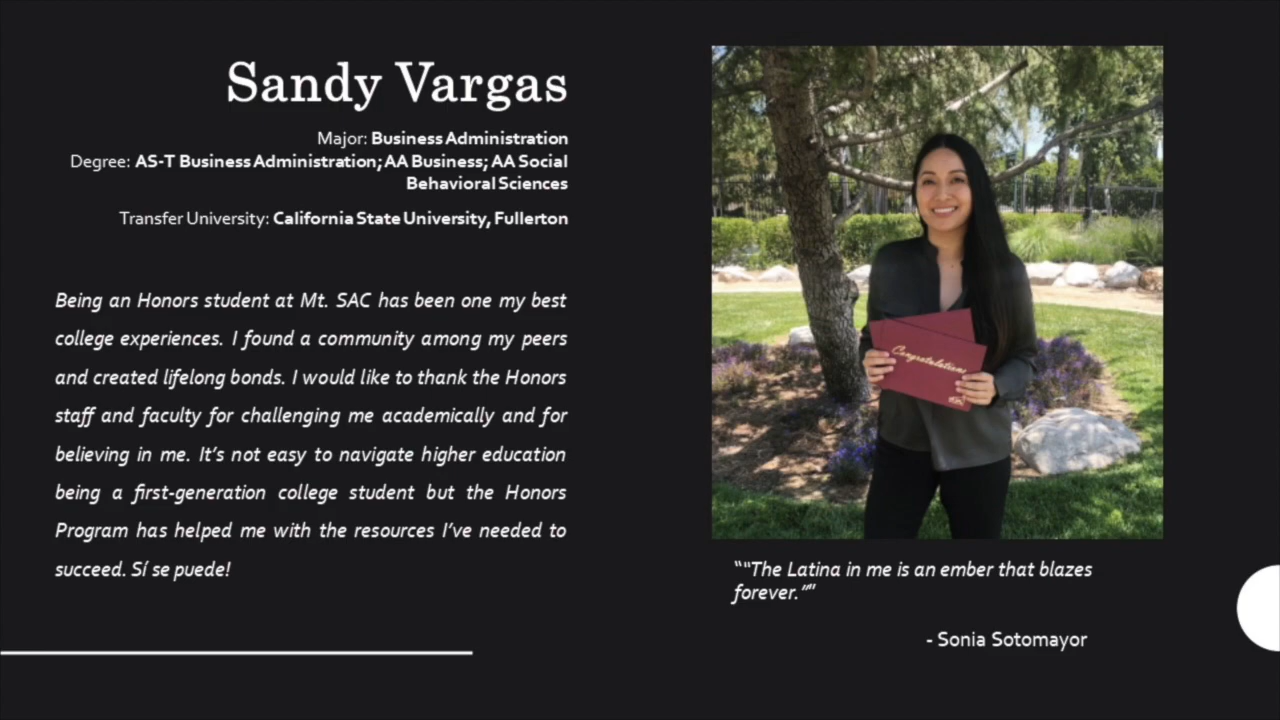 Sandy Vargas
Major: Business Administration
Degree: AS-T Business Administration; AA Business; AA Social
Behavioral Sciences
Transfer University: California State University, Fullerton
Being an Honors student at Mt. SAC has been one my best
college experiences. I found a community among my peers
and created lifelong bonds. I would like to thank the Honors
staff and faculty for challenging me academically and for
believing in me. It’s not easy to navigate higher education
being a first-generation college student but the Honors
Program has helped me with the resources I’ve needed to
succeed. Sí se puede!
Congratulations
“"The Latina in me is an ember that blazes
forever."”
- Sonia Sotomayor